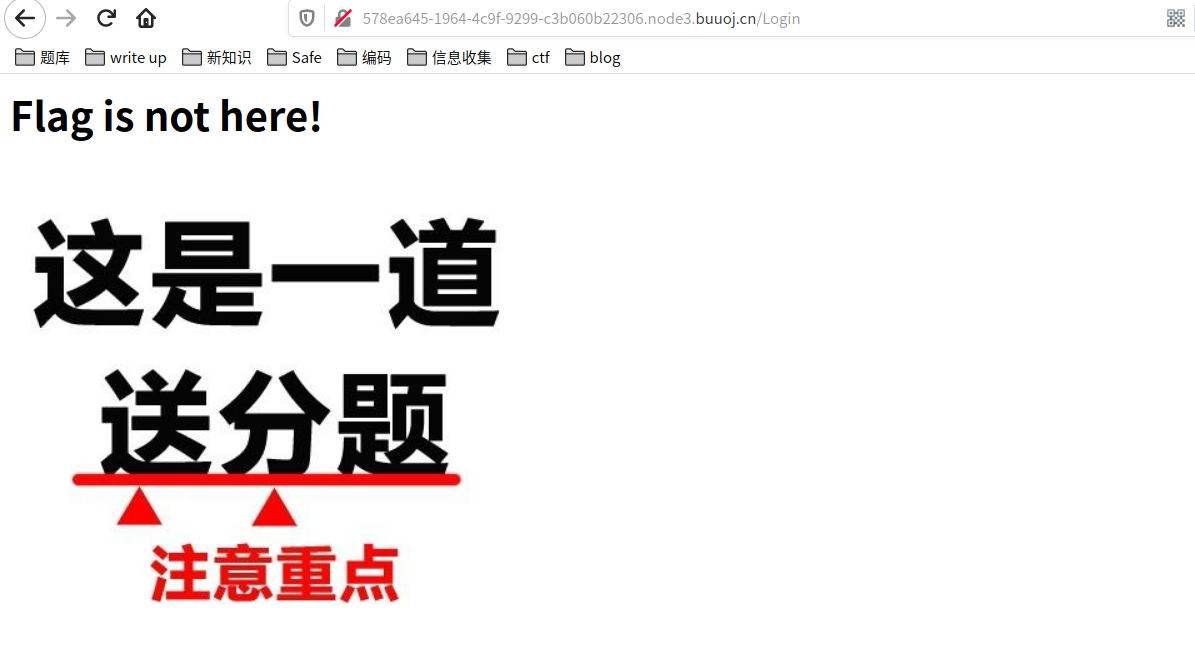 578ea645-1964-4c9f-9299-c3b060b22306.node3.buuoj.cn/Login
题库 write up 新知识 Safe 编码 信息收集 ctf blog
Flag is not here!
这是一道
送分题
注意重点